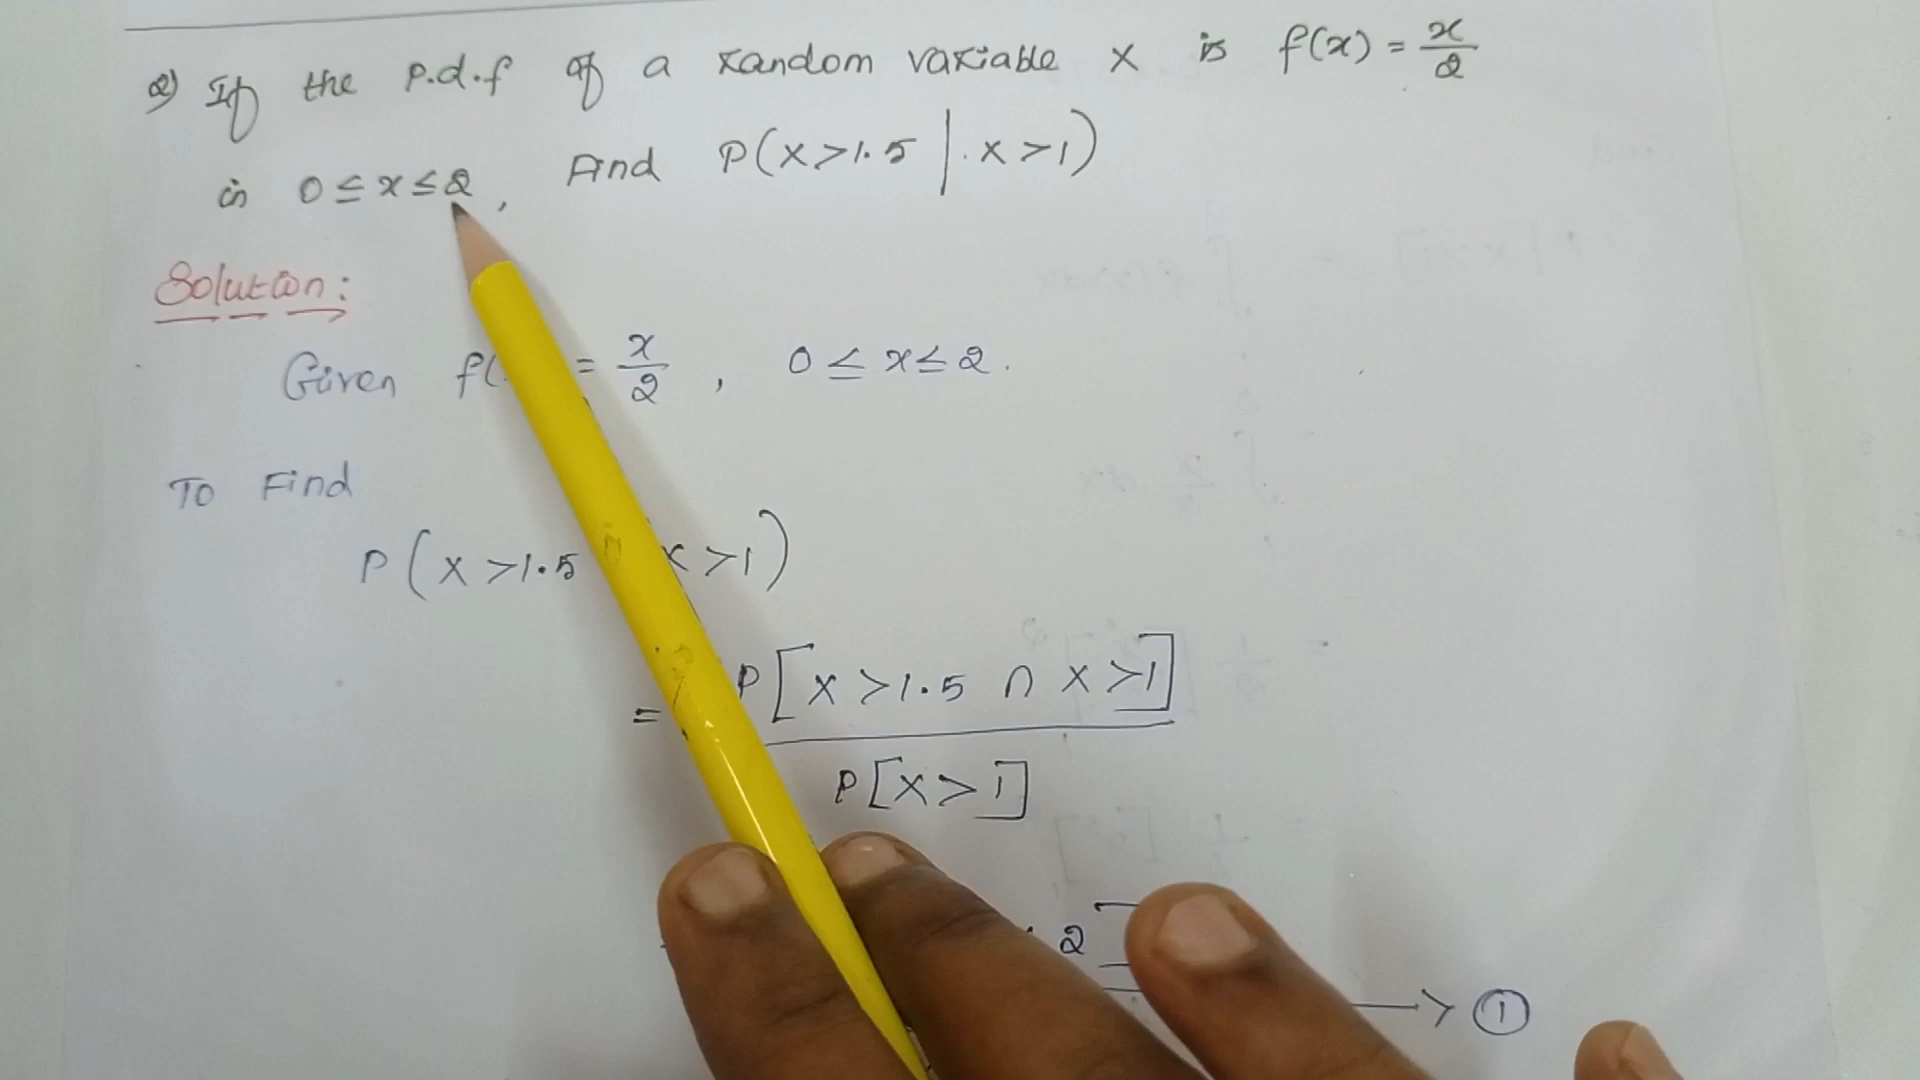 2) If the p.d.f of a random variable X is f(x) = x/2
in 0 ≤ x ≤ 2, Find P(X>1.5 | X>1)
Solution:
Given f( = x/2 , 0 ≤ x ≤ 2.
To Find
P(X>1.5 X>1)
= P[X>1.5 ∩ X>1]
P[X>1]
2
→ ①